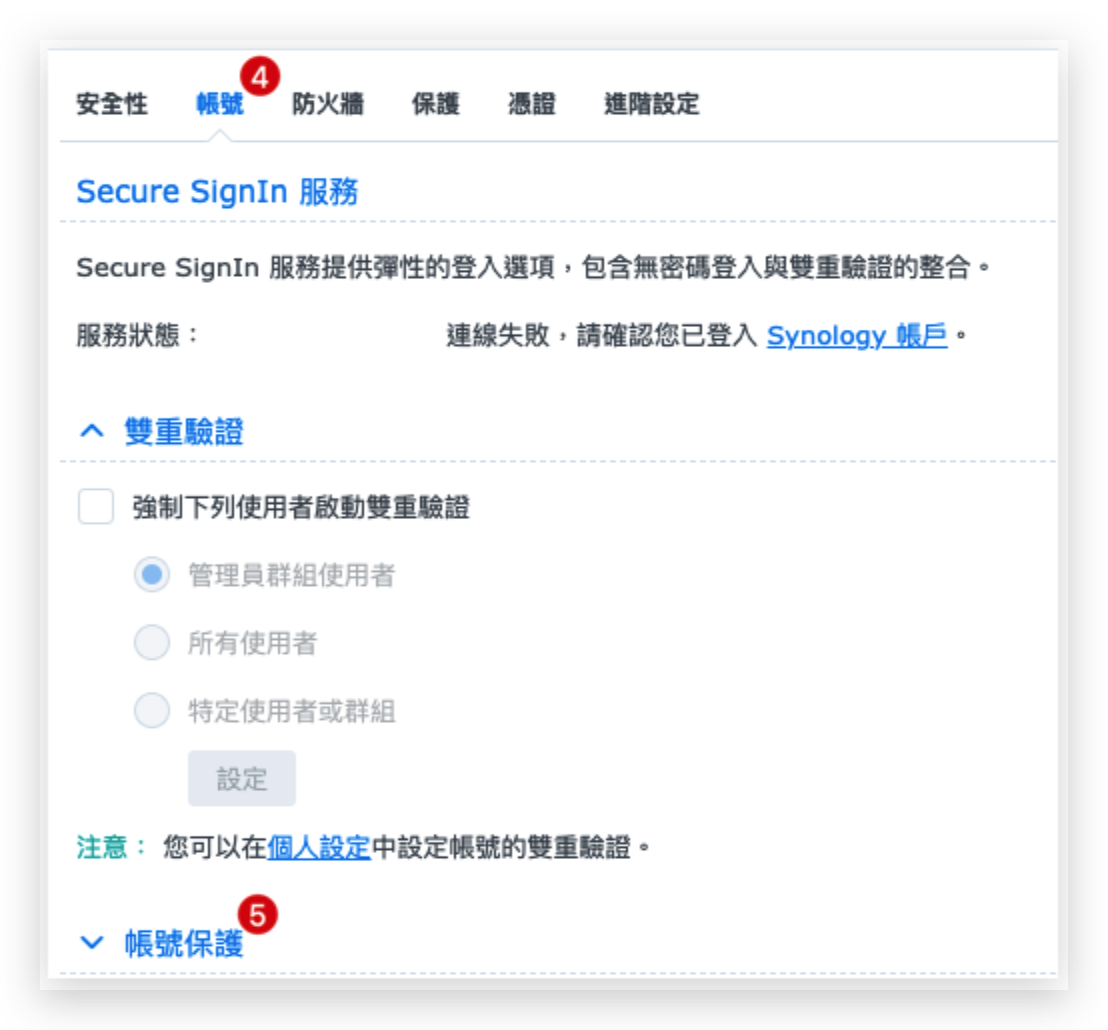 4
安全性 帳號 防火牆 保護 憑證 進階設定
Secure SignIn 服務
Secure SignIn 服務提供彈性的登入選項，包含無密碼登入與雙重驗證的整合。
服務狀態： 連線失敗，請確認您已登入 Synology 帳戶。
雙重驗證
強制下列使用者啟動雙重驗證
管理員群組使用者
所有使用者
特定使用者或群組
設定
注意： 您可以在個人設定中設定帳號的雙重驗證。
5
帳號保護